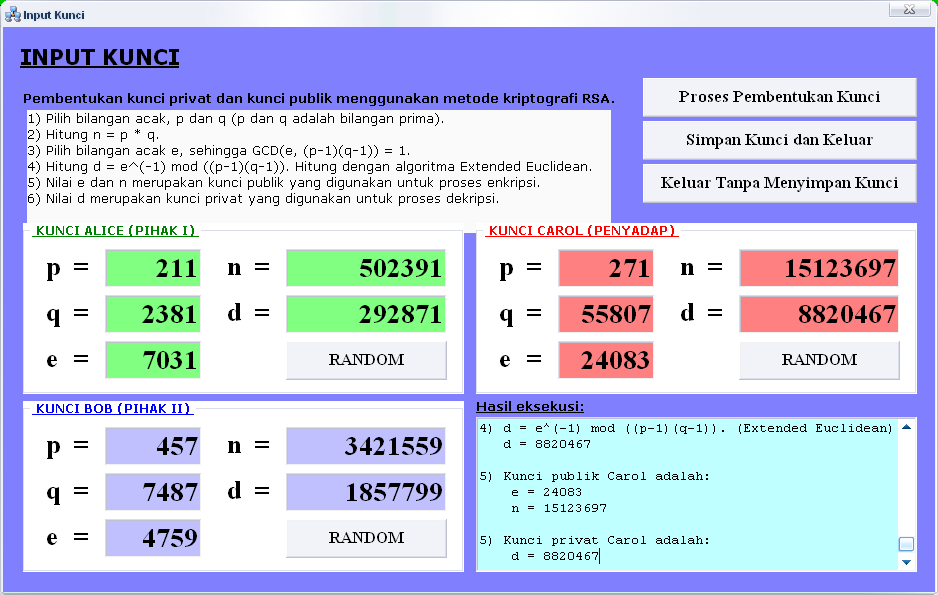 Input Kunci
INPUT KUNCI
Pembentukan kunci privat dan kunci publik menggunakan metode kriptografi RSA.
1) Pilih bilangan acak, p dan q (p dan q adalah bilangan prima).
2) Hitung n = p * q.
3) Pilih bilangan acak e, sehingga GCD(e, (p-1)(q-1)) = 1.
4) Hitung d = e^(-1) mod ((p-1)(q-1)). Hitung dengan algoritma Extended Euclidean.
5) Nilai e dan n merupakan kunci publik yang digunakan untuk proses enkripsi.
6) Nilai d merupakan kunci privat yang digunakan untuk proses dekripsi.
Proses Pembentukan Kunci
Simpan Kunci dan Keluar
Keluar Tanpa Menyimpan Kunci
KUNCI ALICE (PIHAK I)
p = 211 n = 502391
q = 2381 d = 292871
e = 7031 RANDOM
KUNCI CAROL (PENYADAP)
p = 271 n = 15123697
q = 55807 d = 8820467
e = 24083 RANDOM
KUNCI BOB (PIHAK II)
p = 457 n = 3421559
q = 7487 d = 1857799
e = 4759 RANDOM
Hasil eksekusi:
4) d = e^(-1) mod ((p-1)(q-1)). (Extended Euclidean)
d = 8820467
5) Kunci publik Carol adalah:
e = 24083
n = 15123697
5) Kunci privat Carol adalah:
d = 8820467